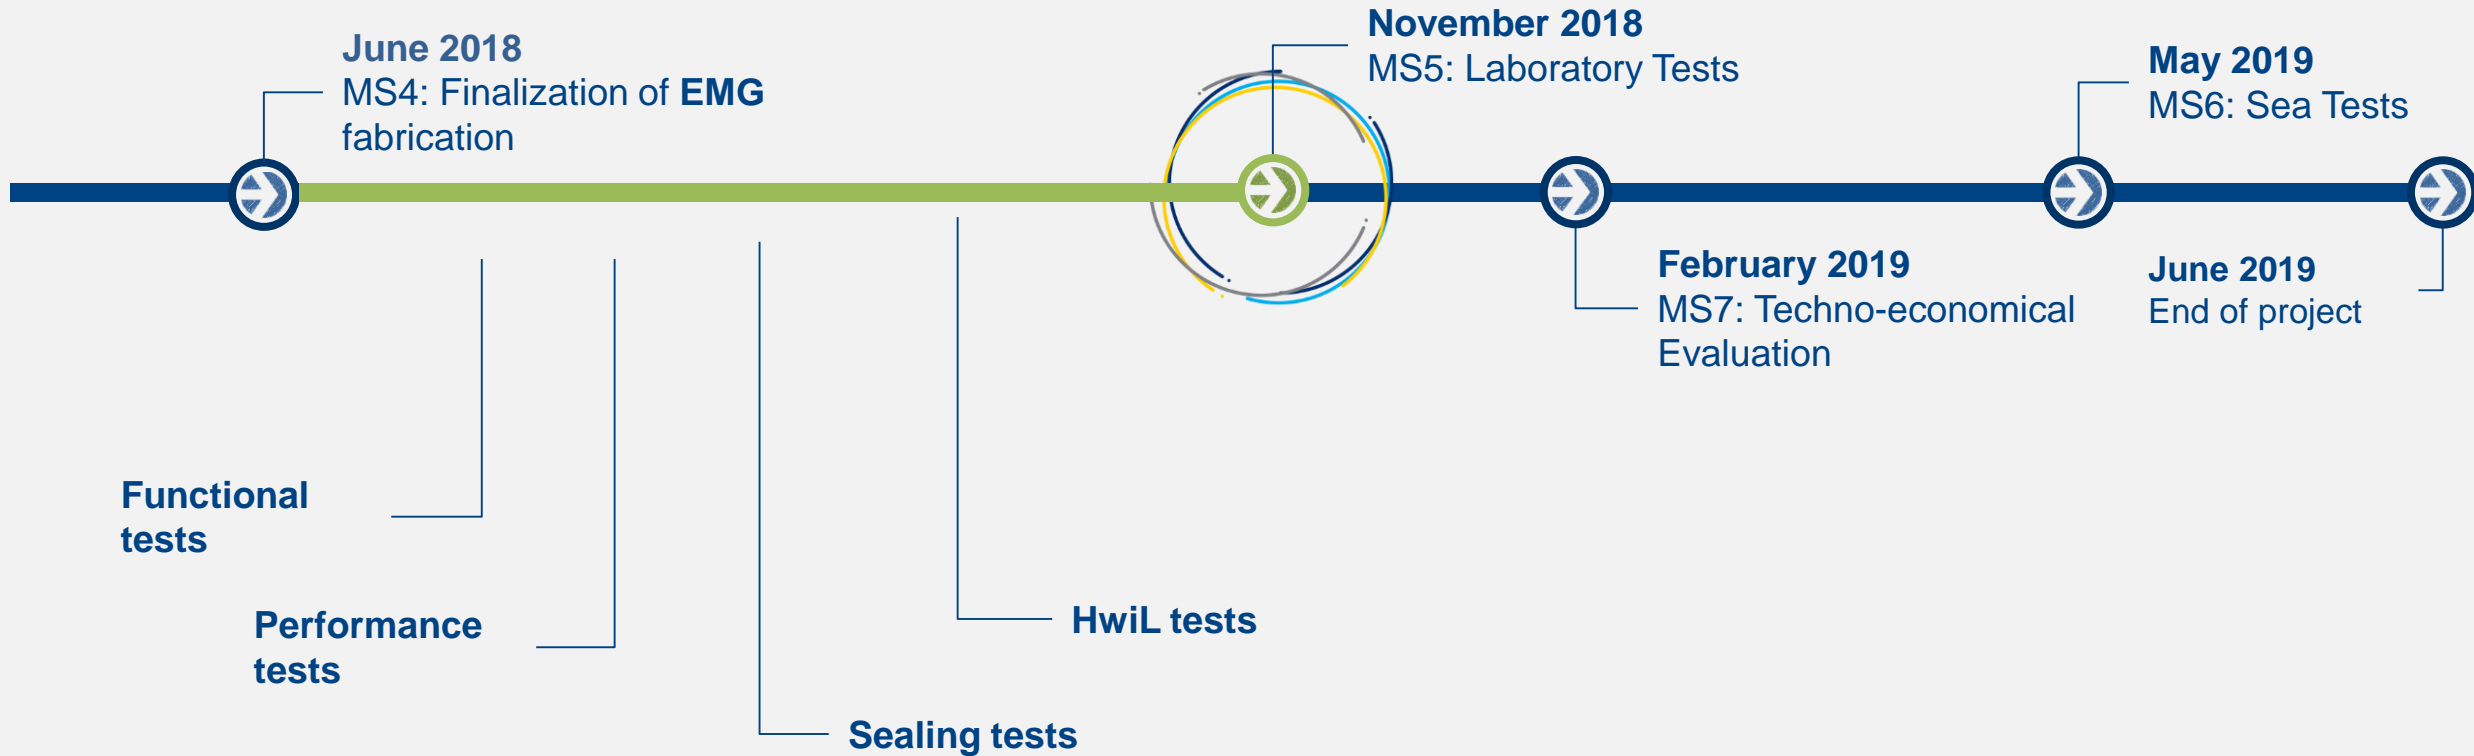 June 2018
MS4: Finalization of EMG
fabrication
November 2018
MS5: Laboratory Tests
May 2019
MS6: Sea Tests
February 2019
MS7: Techno-economical
Evaluation
June 2019
End of project
Functional
tests
Performance
tests
Sealing tests
HwiL tests